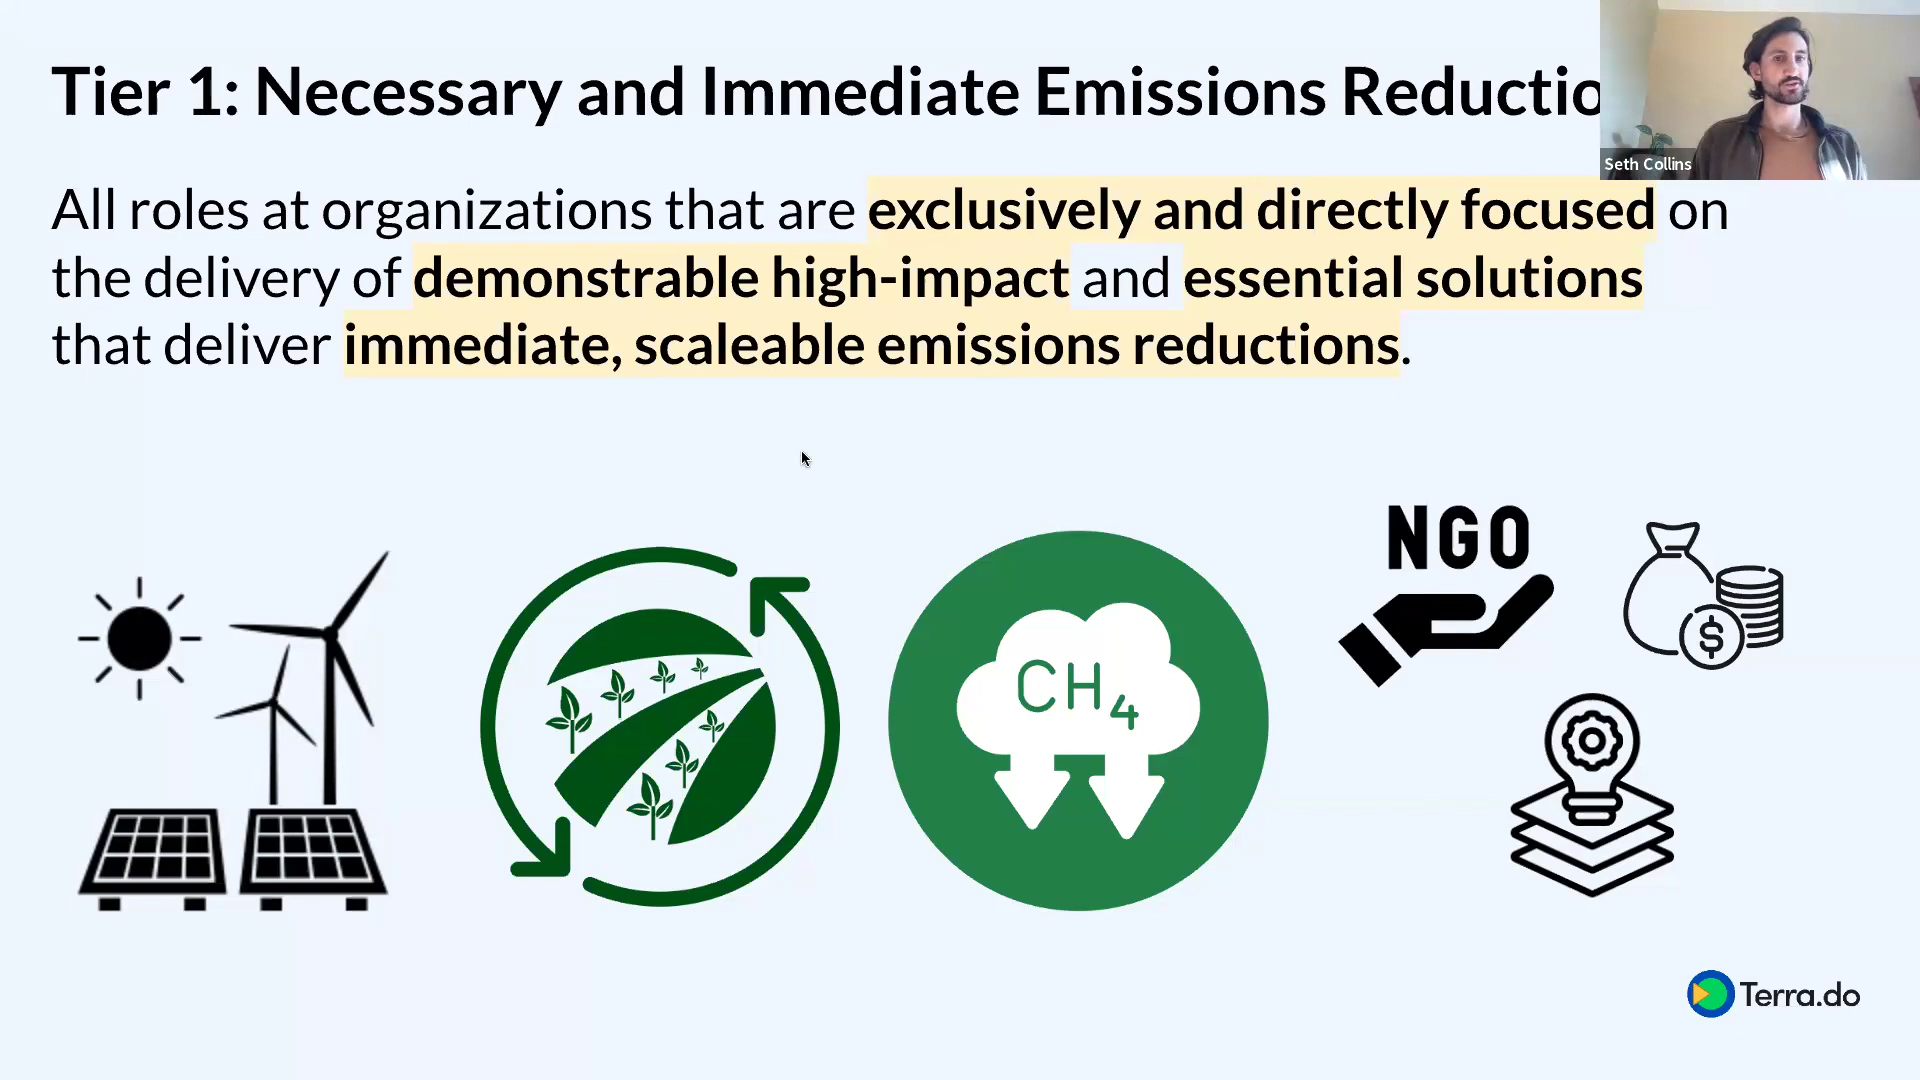 Tier 1: Necessary and Immediate Emissions Reductio
Seth Collins
All roles at organizations that are exclusively and directly focused on
the delivery of demonstrable high-impact and essential solutions
that deliver immediate, scaleable emissions reductions.
NGO
CH4
$
Terra.do